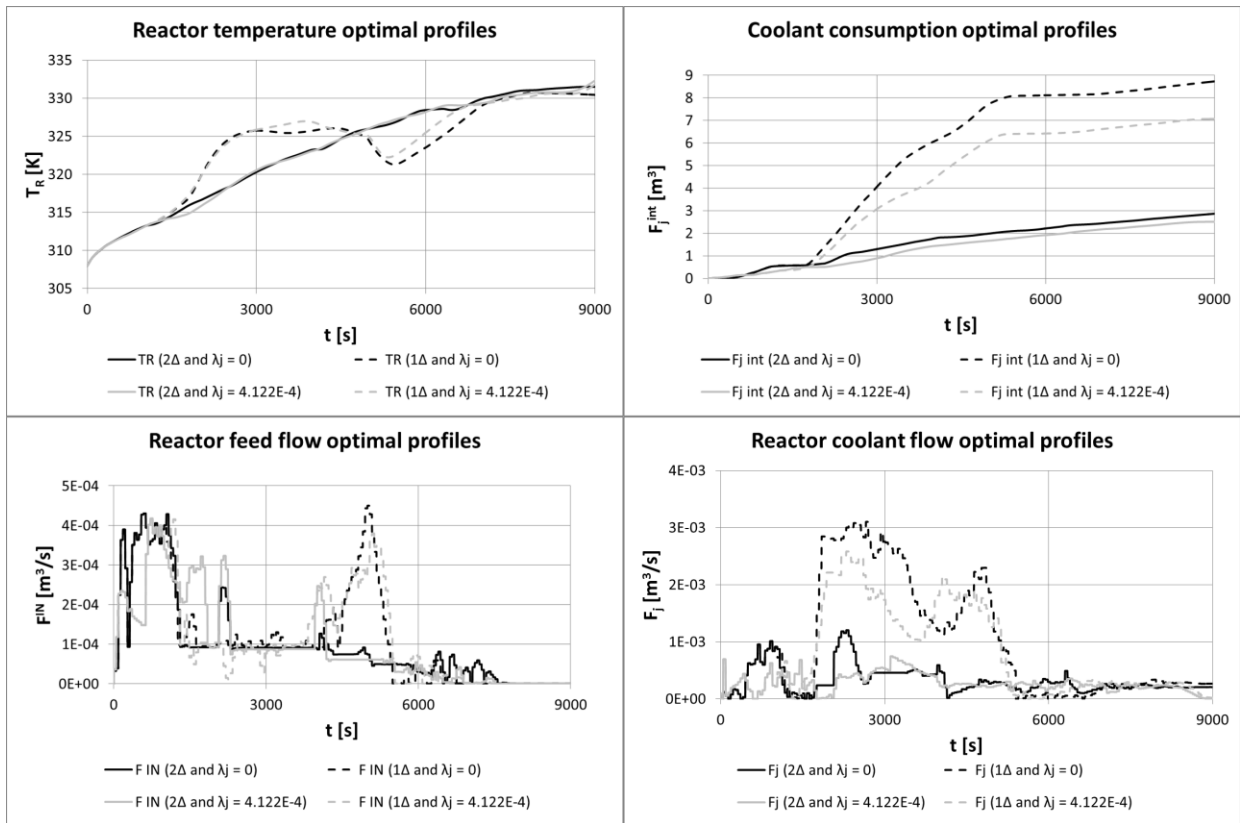 Reactor temperature optimal profiles
335
330
325
320
315
310
305
T_R [K]
0 3000 6000 9000
t [s]
TR (2Δ and λj = 0) TR (1Δ and λj = 0)
TR (2Δ and λj = 4.122E-4) TR (1Δ and λj = 4.122E-4)
Coolant consumption optimal profiles
9
8
7
6
5
4
3
2
1
0
F_j^int [m³]
0 3000 6000 9000
t [s]
Fj int (2Δ and λj = 0) Fj int (1Δ and λj = 0)
Fj int (2Δ and λj = 4.122E-4) Fj int (1Δ and λj = 4.122E-4)
Reactor feed flow optimal profiles
5E-04
4E-04
3E-04
2E-04
1E-04
0E+00
F^IN [m³/s]
0 3000 6000 9000
t [s]
F IN (2Δ and λj = 0) F IN (1Δ and λj = 0)
F IN (2Δ and λj = 4.122E-4) F IN (1Δ and λj = 4.122E-4)
Reactor coolant flow optimal profiles
4E-03
3E-03
2E-03
1E-03
0E+00
F_j [m³/s]
0 3000 6000 9000
t [s]
Fj (2Δ and λj = 0) Fj (1Δ and λj = 0)
Fj (2Δ and λj = 4.122E-4) Fj (1Δ and λj = 4.122E-4)